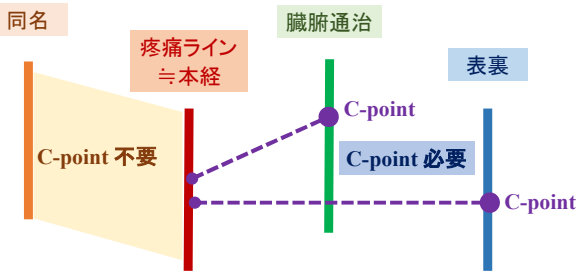 同名
疼痛ライン
≒本経
臓腑通治
表裏
C-point
C-point 不要
C-point 必要
C-point